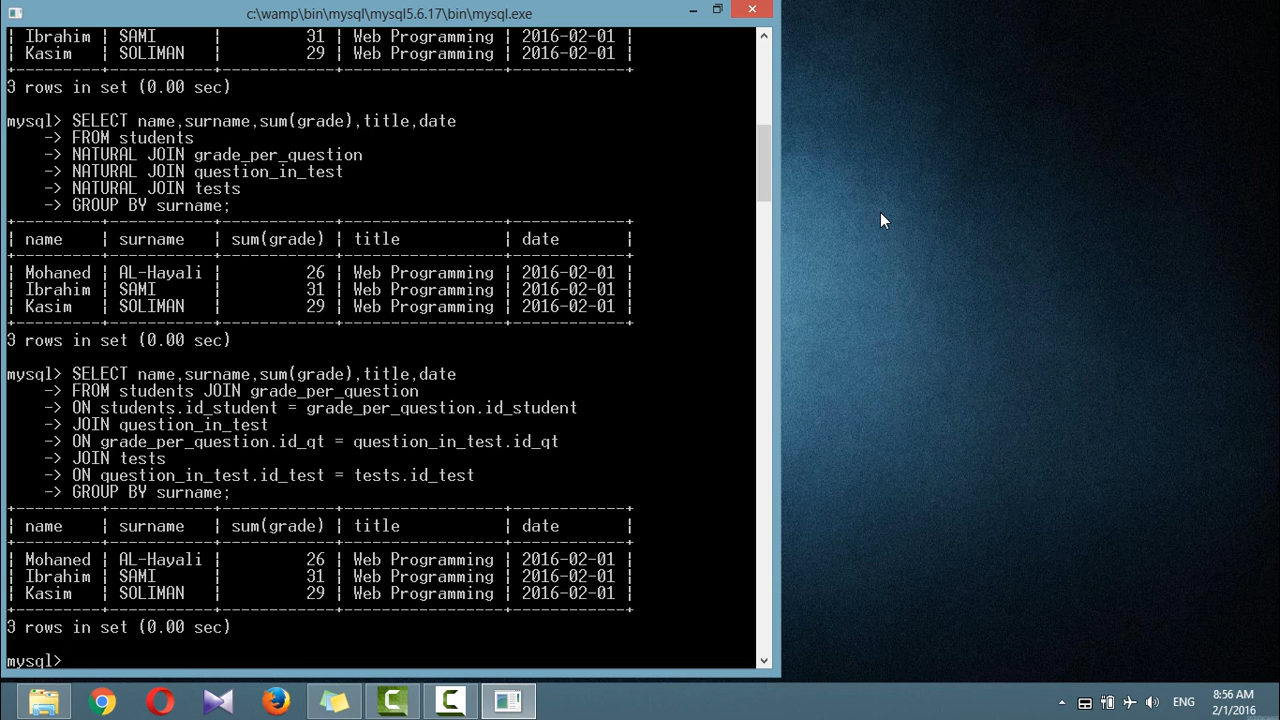 c:\wamp\bin\mysql\mysql5.6.17\bin\mysql.exe
| Ibrahim | SAMI | 31 | Web Programming | 2016-02-01 |
| Kasim | SOLIMAN | 29 | Web Programming | 2016-02-01 |
+---------+-----------+------------+-----------------+------------+
3 rows in set (0.00 sec)
mysql> SELECT name,surname,sum(grade),title,date
-> FROM students
-> NATURAL JOIN grade_per_question
-> NATURAL JOIN question_in_test
-> NATURAL JOIN tests
-> GROUP BY surname;
+---------+-----------+------------+-----------------+------------+
| name | surname | sum(grade) | title | date |
+---------+-----------+------------+-----------------+------------+
| Mohaned | AL-Hayali | 26 | Web Programming | 2016-02-01 |
| Ibrahim | SAMI | 31 | Web Programming | 2016-02-01 |
| Kasim | SOLIMAN | 29 | Web Programming | 2016-02-01 |
+---------+-----------+------------+-----------------+------------+
3 rows in set (0.00 sec)
mysql> SELECT name,surname,sum(grade),title,date
-> FROM students JOIN grade_per_question
-> ON students.id_student = grade_per_question.id_student
-> JOIN question_in_test
-> ON grade_per_question.id_qt = question_in_test.id_qt
-> JOIN tests
-> ON question_in_test.id_test = tests.id_test
-> GROUP BY surname;
+---------+-----------+------------+-----------------+------------+
| name | surname | sum(grade) | title | date |
+---------+-----------+------------+-----------------+------------+
| Mohaned | AL-Hayali | 26 | Web Programming | 2016-02-01 |
| Ibrahim | SAMI | 31 | Web Programming | 2016-02-01 |
| Kasim | SOLIMAN | 29 | Web Programming | 2016-02-01 |
+---------+-----------+------------+-----------------+------------+
3 rows in set (0.00 sec)
mysql>
ENG
8:56 AM
2/1/2016